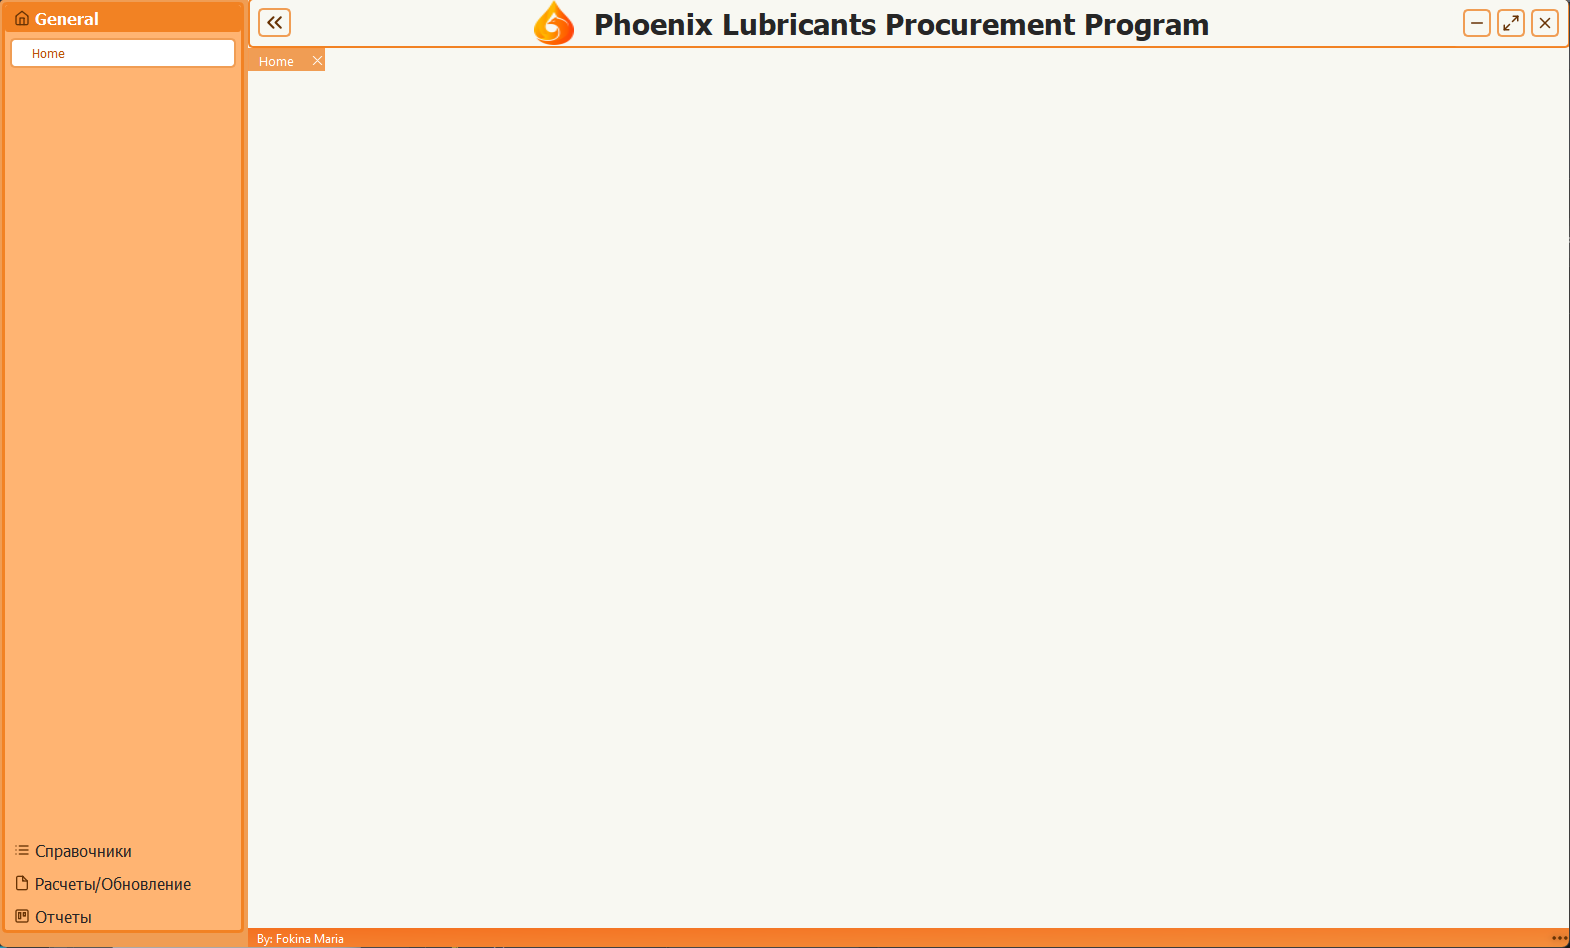 General
Home
Справочники
Расчеты/Обновление
Отчеты
Phoenix Lubricants Procurement Program
Home
By: Fokina Maria